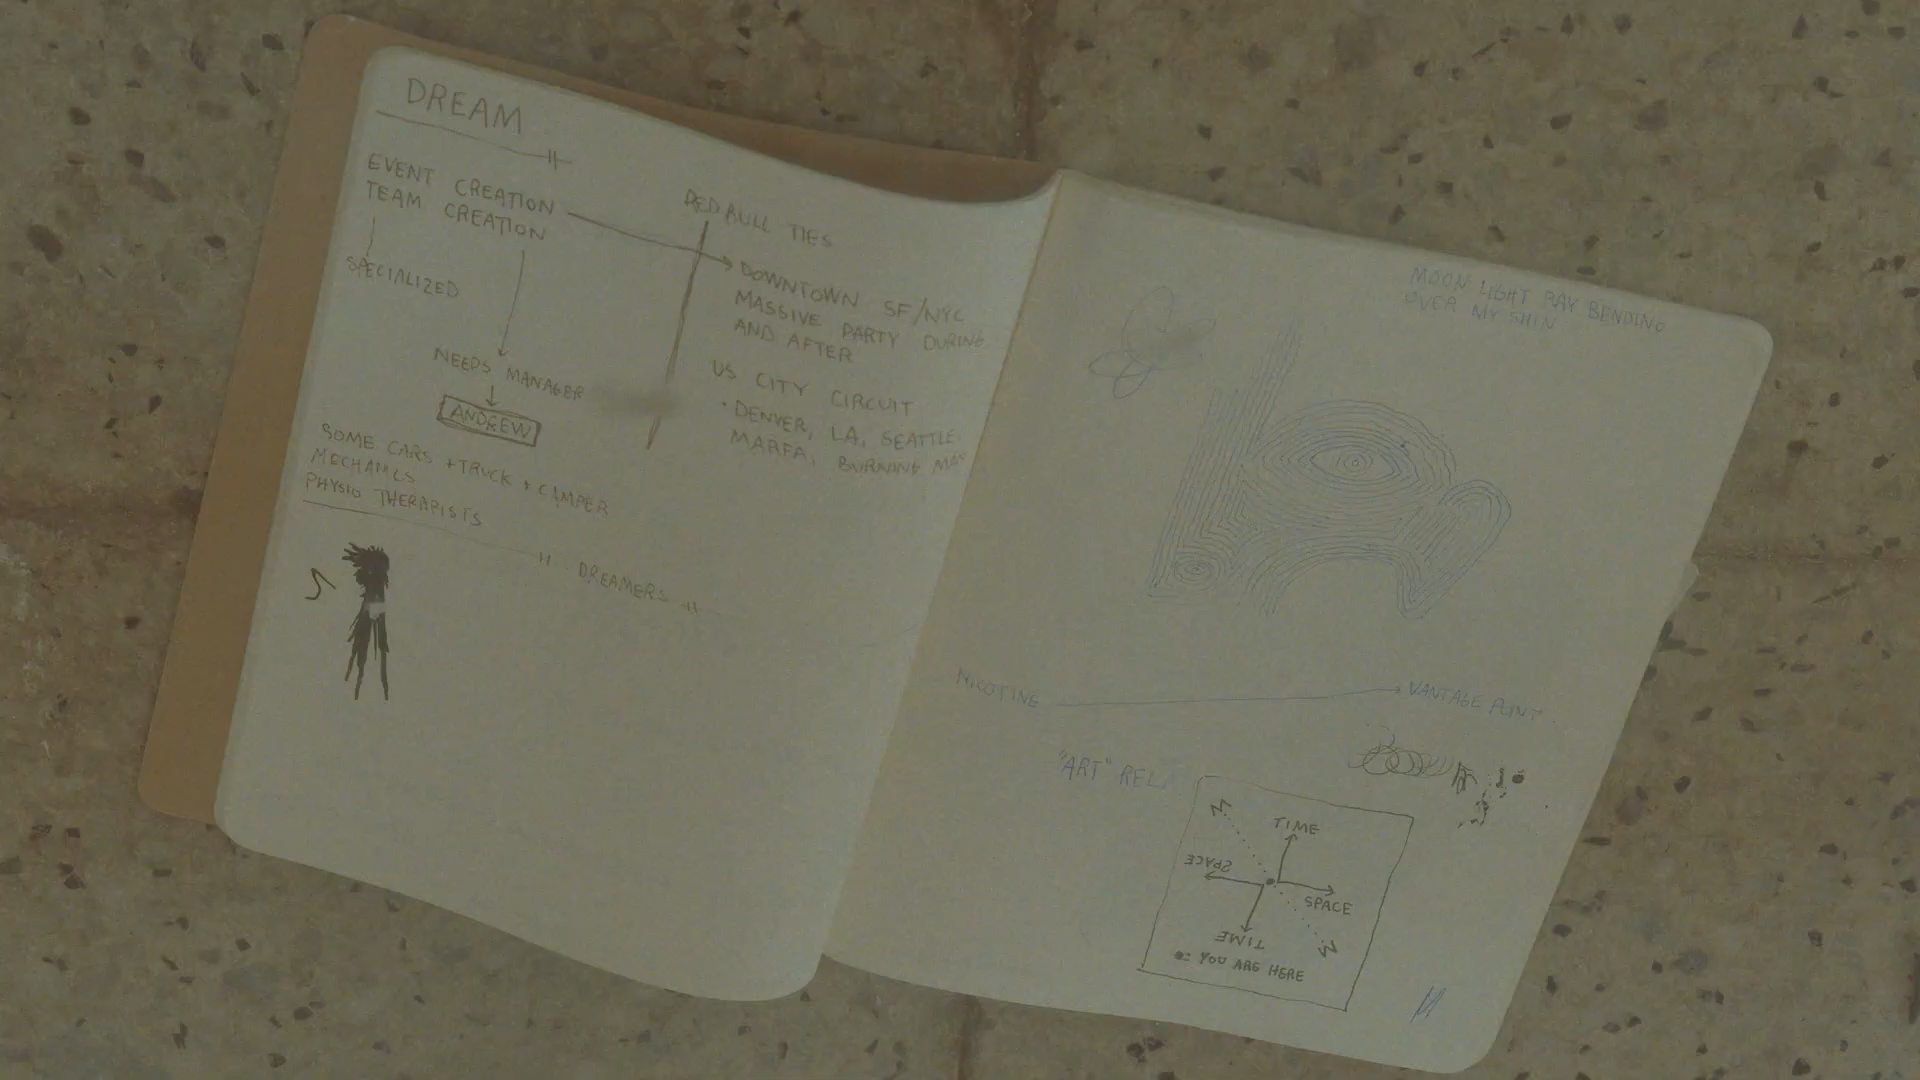 DREAM
EVENT CREATION
TEAM CREATION
SPECIALIZED
NEEDS MANAGER
ANDREW
SOME CARS + TRUCK + CAMPER
MECHANICS
PHYSIO THERAPISTS
DREAMERS
RED BULL TIES
DOWNTOWN SF/NYC
MASSIVE PARTY DURING
AND AFTER
US CITY CIRCUIT
• DENVER, LA, SEATTLE,
MARFA, BURNING MAN
MOON LIGHT RAY BENDING
OVER MY SHIN
NICOTINE
VANTAGE POINT
"ART" REL.
TIME
SPACE
SPACE
TIME
= YOU ARE HERE